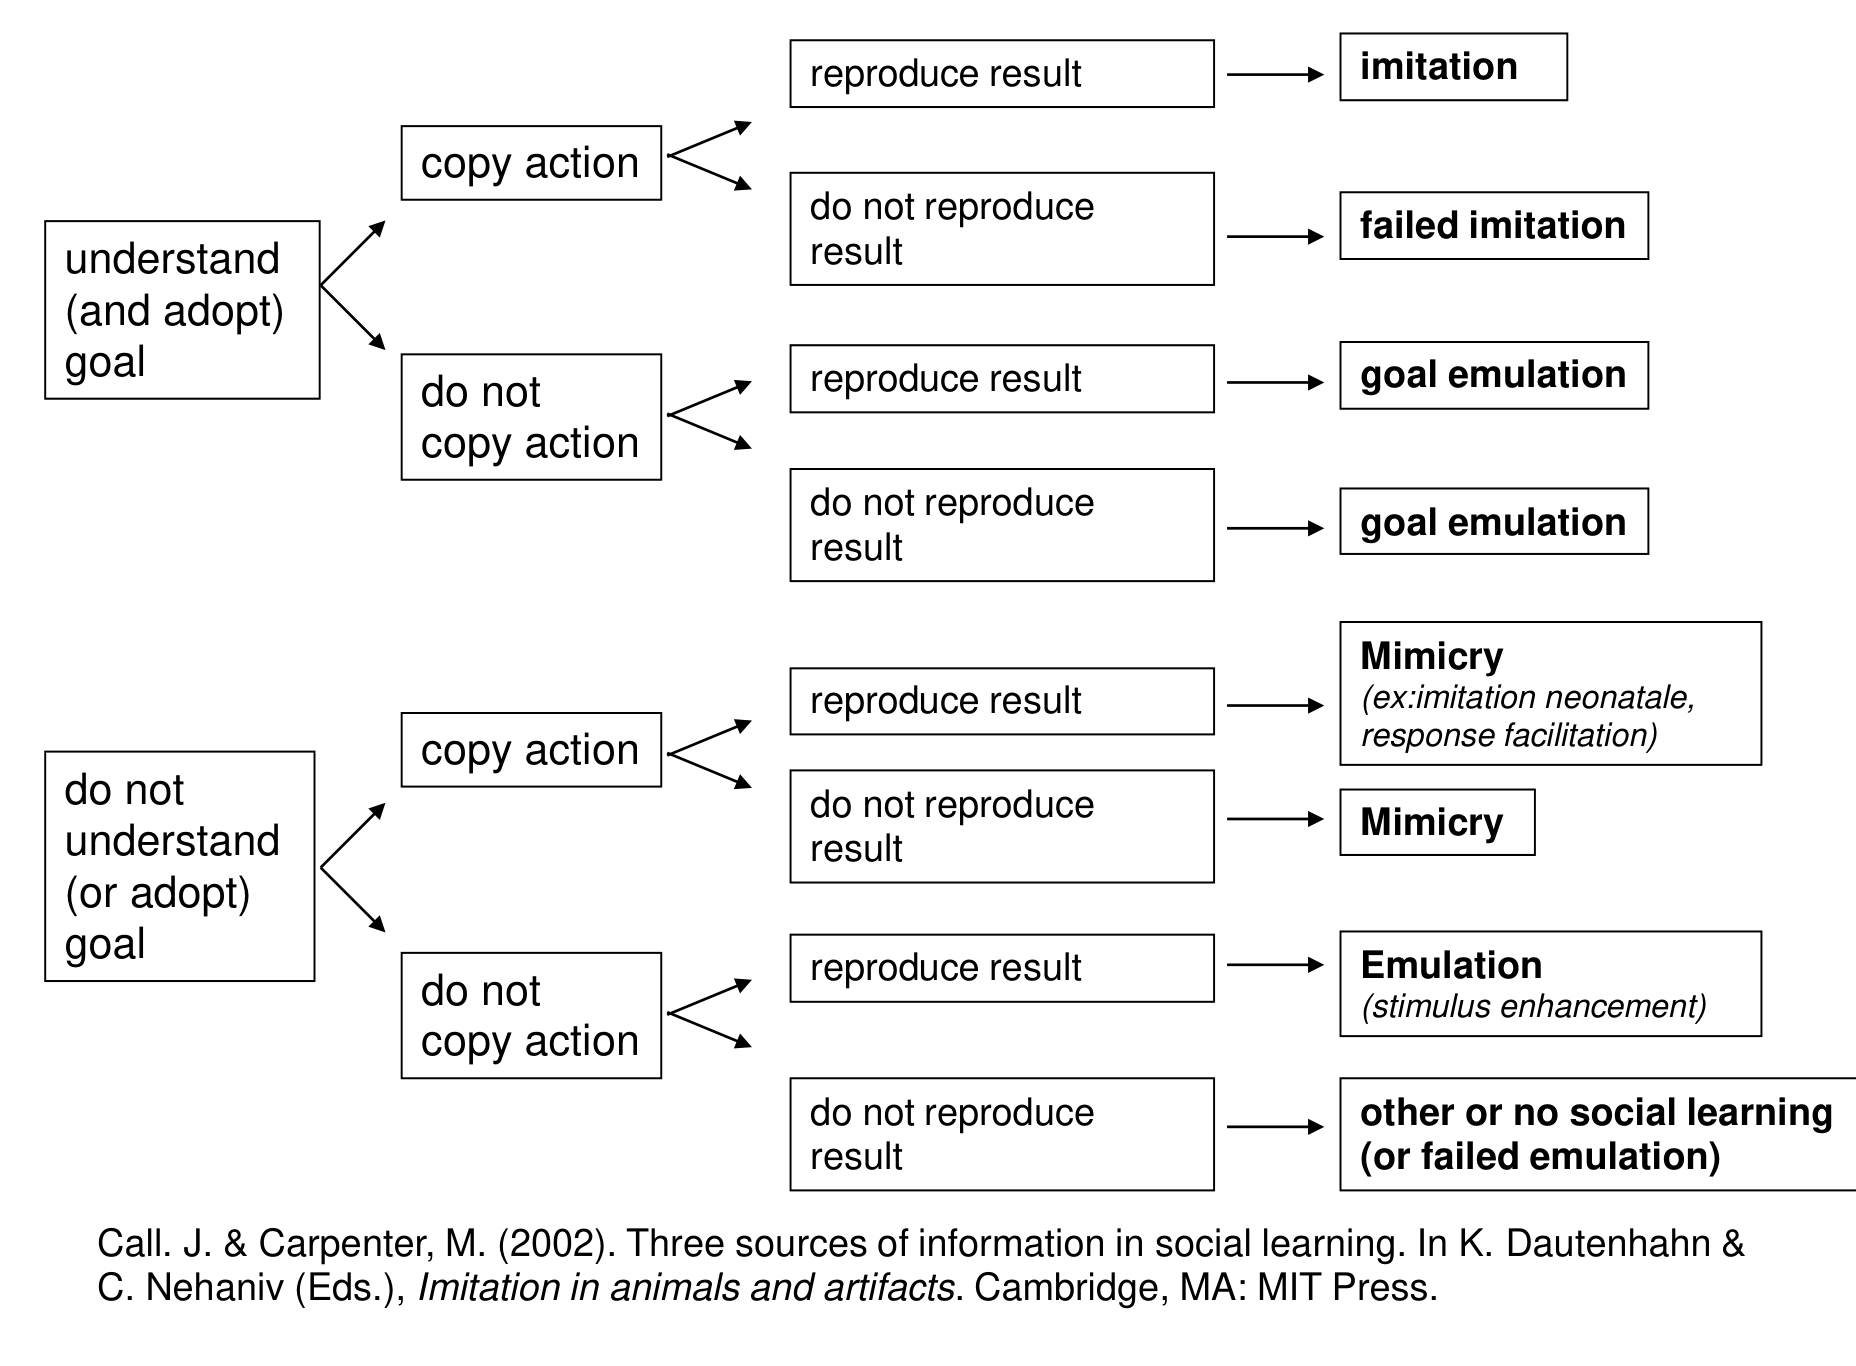 reproduce result
imitation
copy action
do not reproduce
result
failed imitation
understand
(and adopt)
goal
do not
copy action
reproduce result
goal emulation
do not reproduce
result
goal emulation
reproduce result
Mimicry
(ex:imitation neonatale,
response facilitation)
copy action
do not reproduce
result
Mimicry
do not
understand
(or adopt)
goal
do not
copy action
reproduce result
Emulation
(stimulus enhancement)
do not reproduce
result
other or no social learning
(or failed emulation)
Call. J. & Carpenter, M. (2002). Three sources of information in social learning. In K. Dautenhahn &
C. Nehaniv (Eds.), Imitation in animals and artifacts. Cambridge, MA: MIT Press.